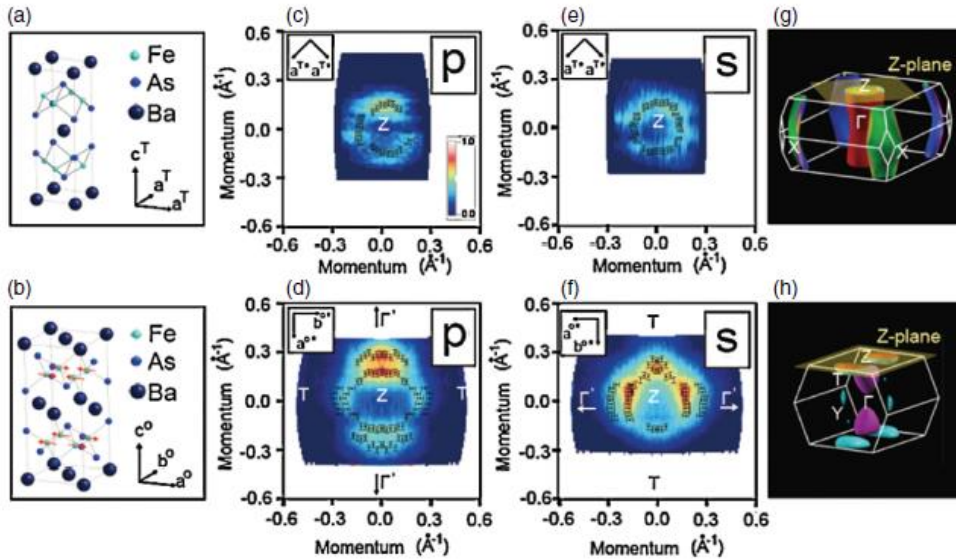 (a)
Fe
As
Ba
c^T
a^T
a^T
(c)
Momentum (Å⁻¹)
0.6
0.3
0.0
-0.3
-0.6
a^T* a^T*
p
Z
1.0
0.0
-0.6 -0.3 0.0 0.3 0.6
Momentum (Å⁻¹)
(e)
Momentum (Å⁻¹)
0.6
0.3
0.0
-0.3
-0.6
a^T* a^T*
s
Z
-0.6 -0.3 0.0 0.3 0.6
Momentum (Å⁻¹)
(g)
Z-plane
Z
Γ
X
X
(b)
Fe
As
Ba
c^o
b^o
a^o
(d)
Momentum (Å⁻¹)
0.6
0.3
0.0
-0.3
-0.6
b^o*
a^o*
Γ'
p
T Z T
Γ'
-0.6 -0.3 0.0 0.3 0.6
Momentum (Å⁻¹)
(f)
Momentum (Å⁻¹)
0.6
0.3
0.0
-0.3
-0.6
a^o*
b^o*
T
s
Γ' Z Γ'
T
-0.6 -0.3 0.0 0.3 0.6
Momentum (Å⁻¹)
(h)
Z-plane
Z
T
Y Γ